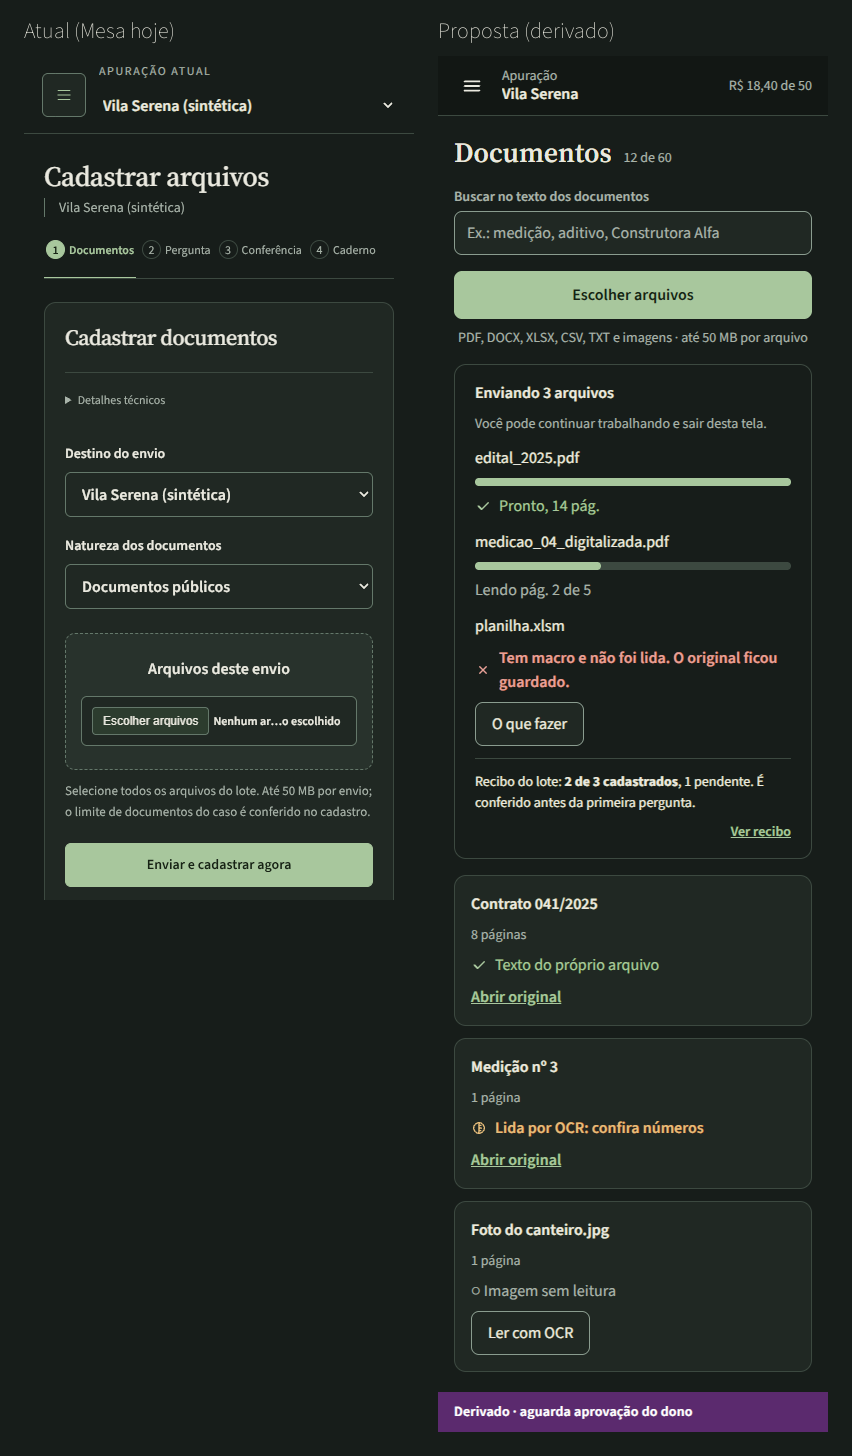 Atual (Mesa hoje)
APURAÇÃO ATUAL
Vila Serena (sintética)
Cadastrar arquivos
Vila Serena (sintética)
1 Documentos 2 Pergunta 3 Conferência 4 Caderno
Cadastrar documentos
Detalhes técnicos
Destino do envio
Vila Serena (sintética)
Natureza dos documentos
Documentos públicos
Arquivos deste envio
Escolher arquivos Nenhum ar...o escolhido
Selecione todos os arquivos do lote. Até 50 MB por envio;
o limite de documentos do caso é conferido no cadastro.
Enviar e cadastrar agora
Proposta (derivado)
Apuração
Vila Serena
R$ 18,40 de 50
Documentos 12 de 60
Buscar no texto dos documentos
Ex.: medição, aditivo, Construtora Alfa
Escolher arquivos
PDF, DOCX, XLSX, CSV, TXT e imagens · até 50 MB por arquivo
Enviando 3 arquivos
Você pode continuar trabalhando e sair desta tela.
edital_2025.pdf
Pronto, 14 pág.
medicao_04_digitalizada.pdf
Lendo pág. 2 de 5
planilha.xlsm
Tem macro e não foi lida. O original ficou
guardado.
O que fazer
Recibo do lote: 2 de 3 cadastrados, 1 pendente. É
conferido antes da primeira pergunta.
Ver recibo
Contrato 041/2025
8 páginas
Texto do próprio arquivo
Abrir original
Medição nº 3
1 página
Lida por OCR: confira números
Abrir original
Foto do canteiro.jpg
1 página
Imagem sem leitura
Ler com OCR
Derivado · aguarda aprovação do dono